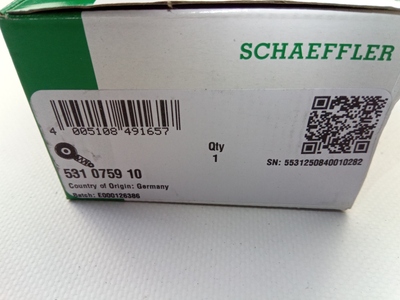 SCHAEFFLER
4 005108 491657
Qty
1
SN: 5531250840010282
531 0759 10
Country of Origin: Germany
Batch: E000126386